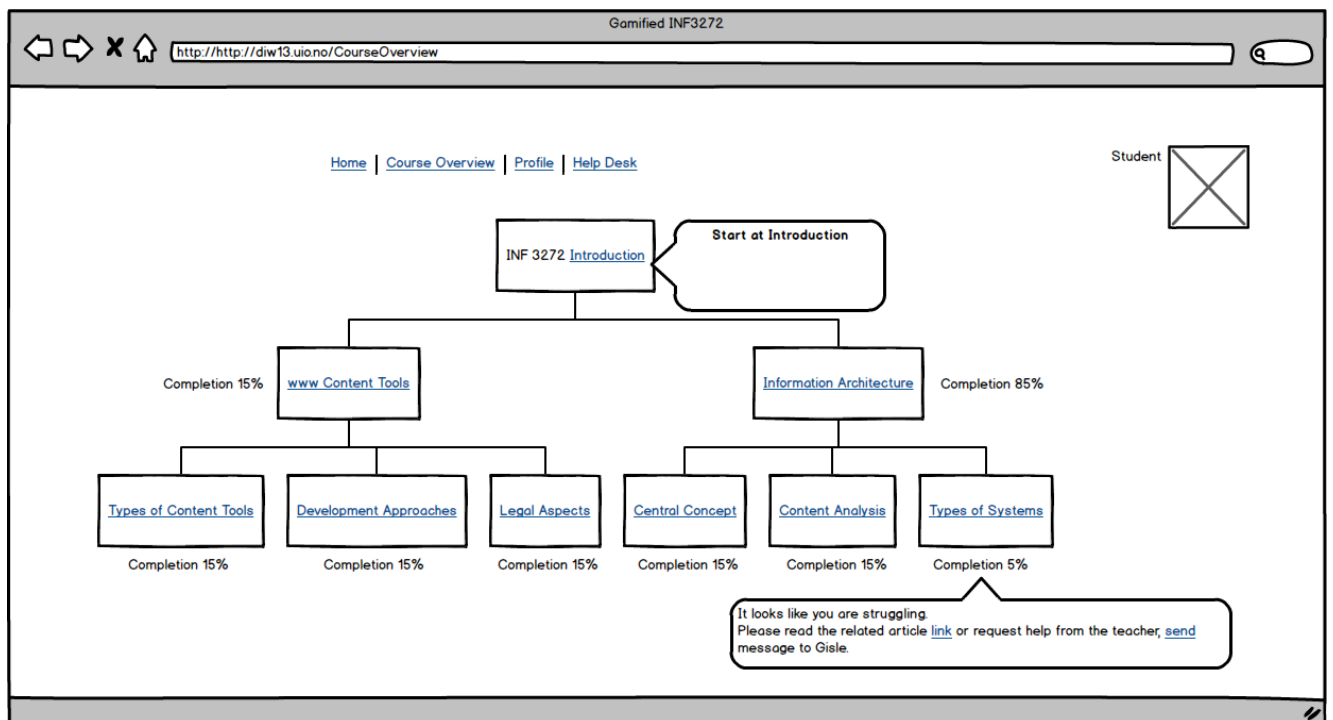 Gamified INF3272
http://http://diw13.uio.no/CourseOverview
Home | Course Overview | Profile | Help Desk
Student
Start at Introduction
INF 3272 Introduction
Completion 15%
www Content Tools
Information Architecture
Completion 85%
Types of Content Tools
Development Approaches
Legal Aspects
Central Concept
Content Analysis
Types of Systems
Completion 15%
Completion 15%
Completion 15%
Completion 15%
Completion 15%
Completion 5%
It looks like you are struggling.
Please read the related article link or request help from the teacher, send
message to Gisle.